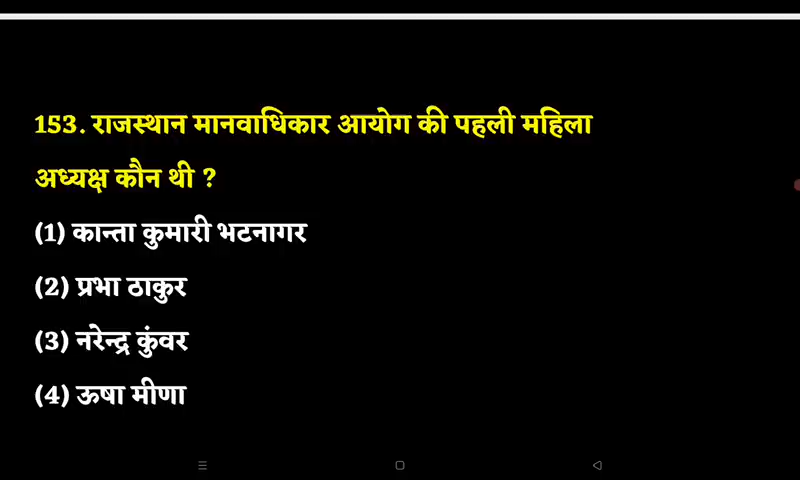 153. राजस्थान मानवाधिकार आयोग की पहली महिला
अध्यक्ष कौन थी ?
(1) कान्ता कुमारी भटनागर
(2) प्रभा ठाकुर
(3) नरेन्द्र कुंवर
(4) ऊषा मीणा